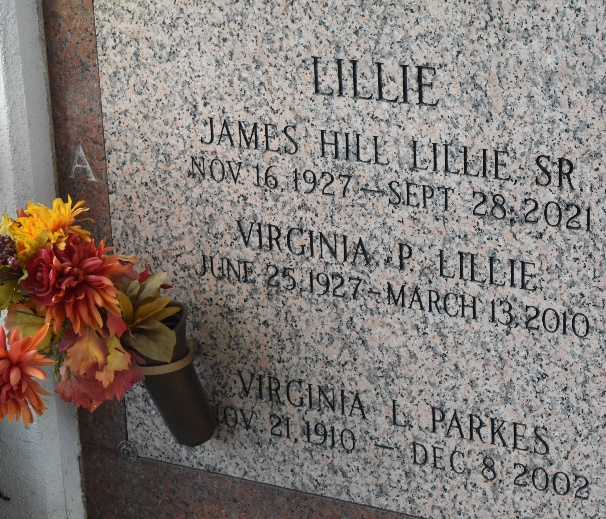 A
LILLIE
JAMES HILL LILLIE, SR
NOV. 16, 1927 – SEPT. 28, 2021
VIRGINIA P. LILLIE
JUNE 25, 1927 – MARCH 13, 2010
VIRGINIA L. PARKES
NOV. 21, 1910 – DEC. 8, 2002